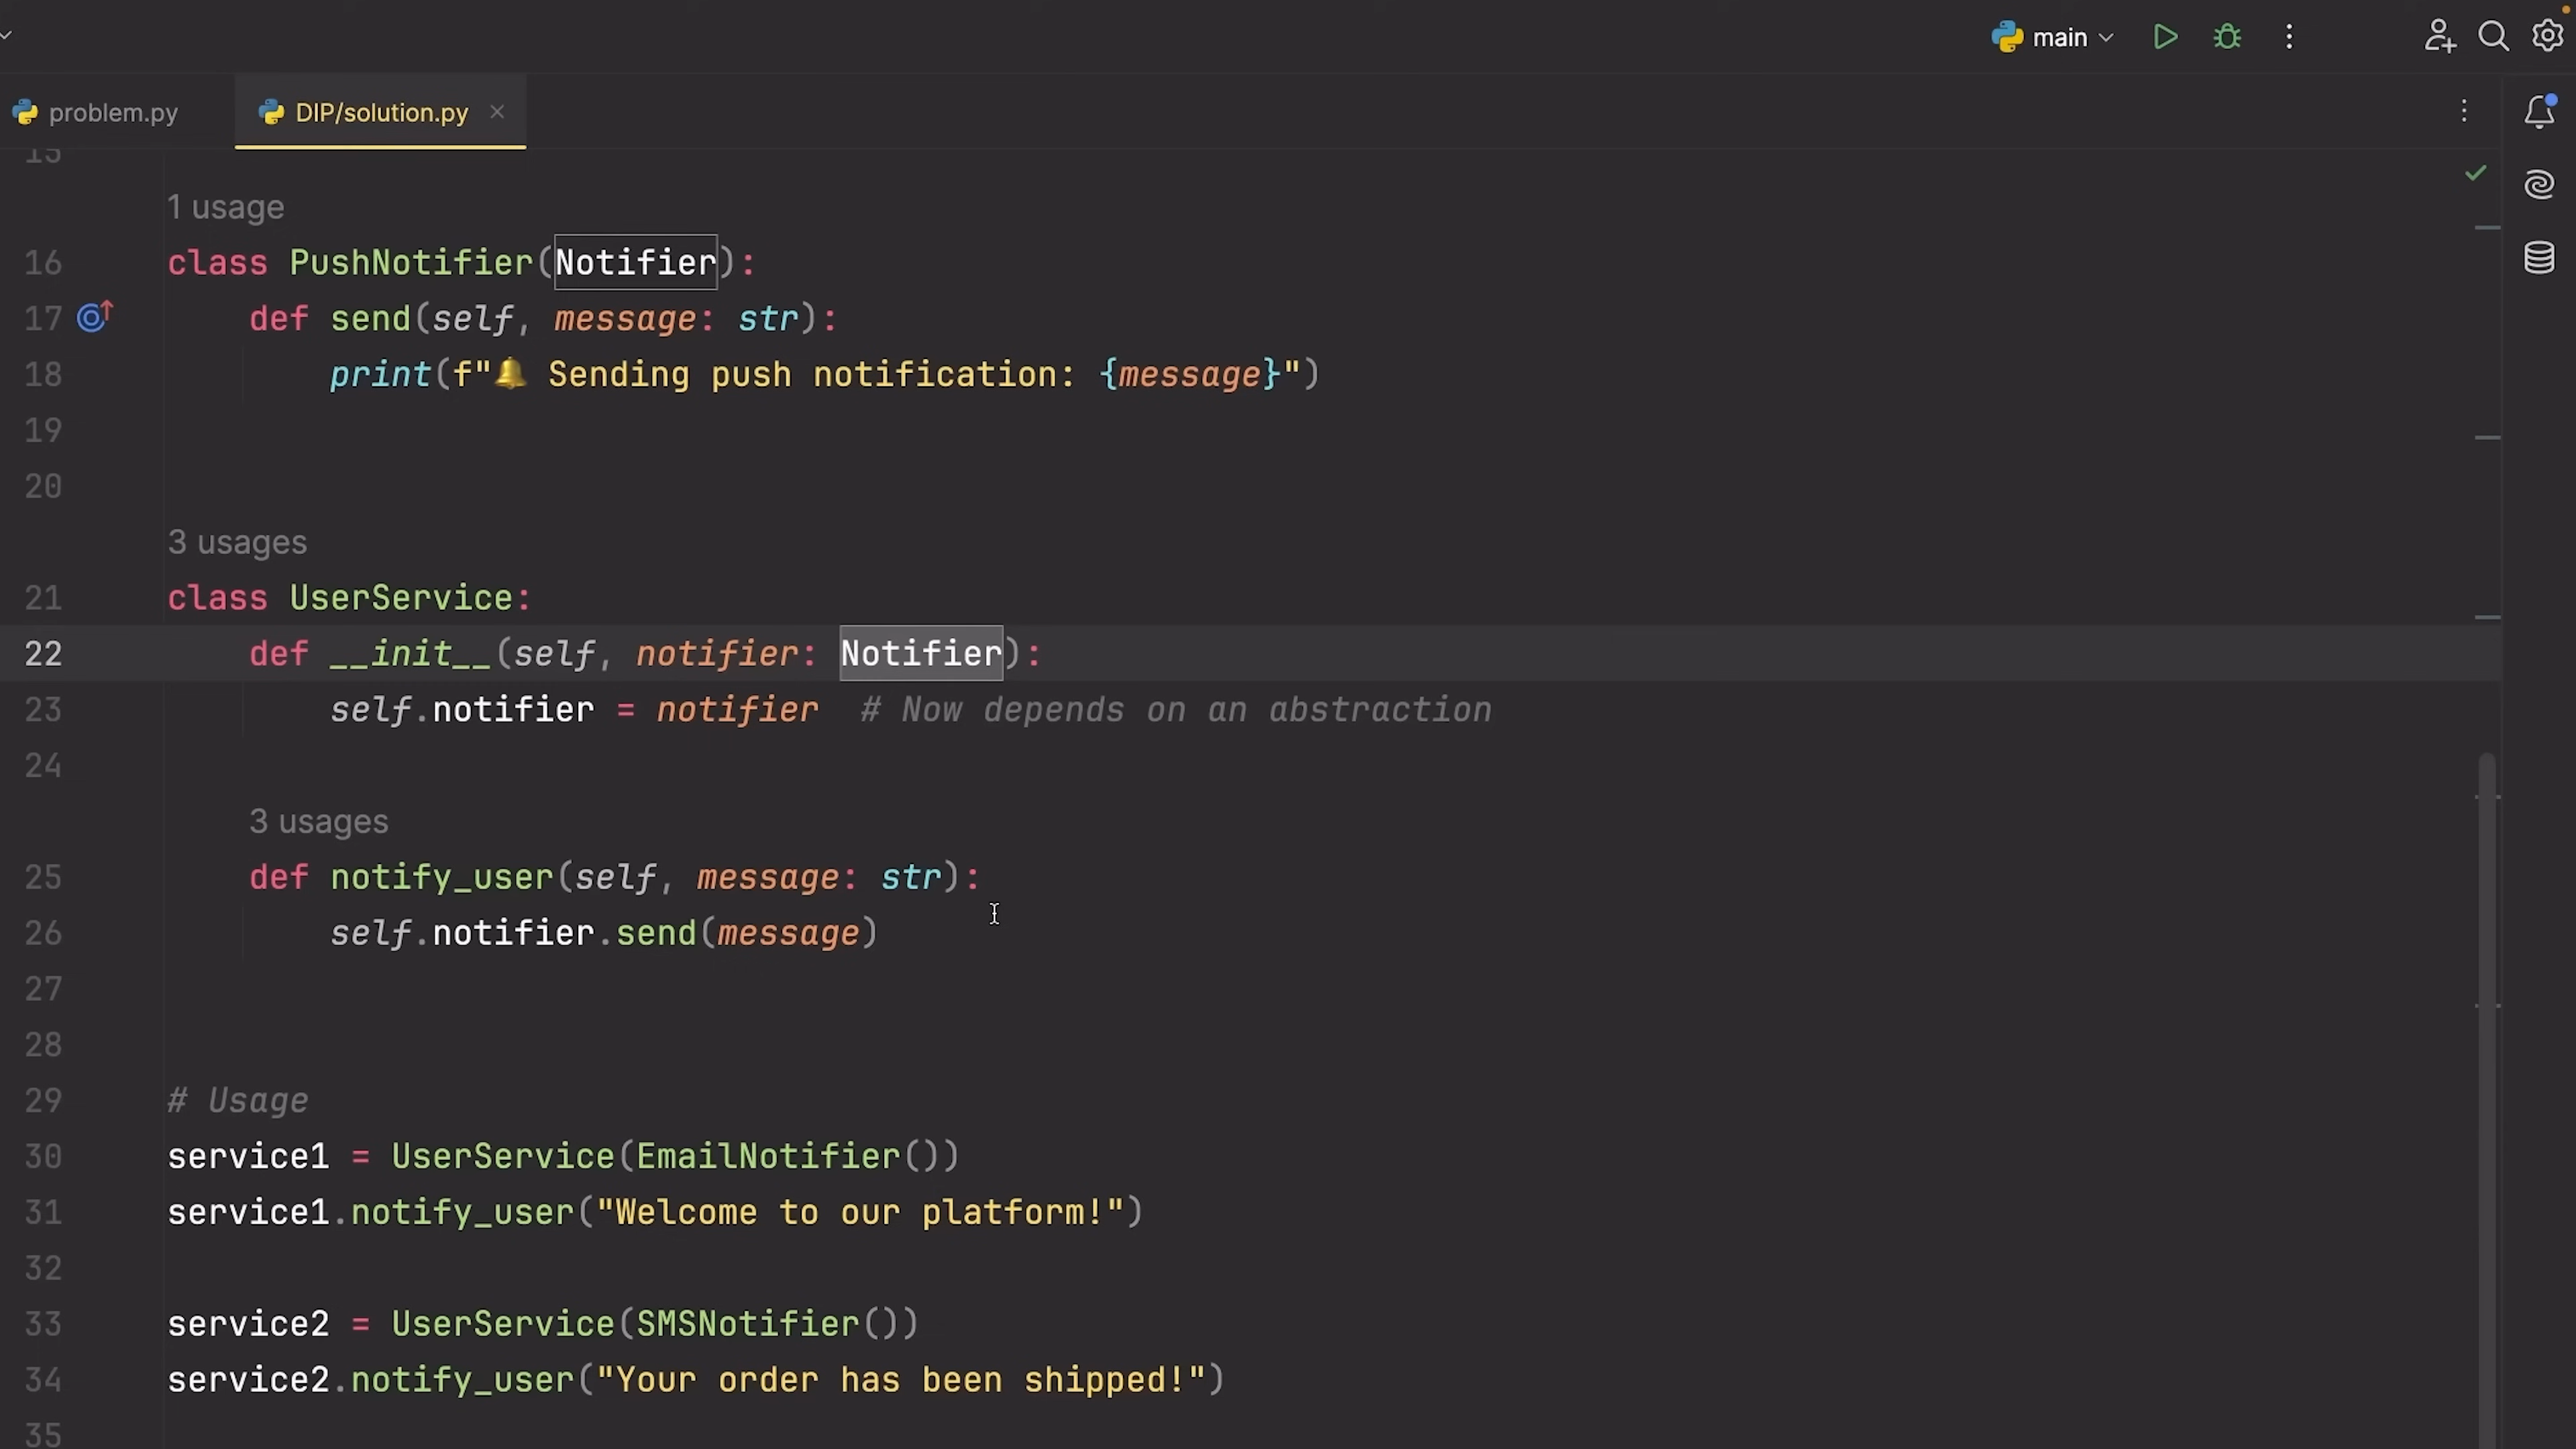 main
problem.py DIP/solution.py
15
1 usage
16 class PushNotifier(Notifier):
17 def send(self, message: str):
18 print(f"🔔 Sending push notification: {message}")
19
20
3 usages
21 class UserService:
22 def __init__(self, notifier: Notifier):
23 self.notifier = notifier # Now depends on an abstraction
24
3 usages
25 def notify_user(self, message: str):
26 self.notifier.send(message)
27
28
29 # Usage
30 service1 = UserService(EmailNotifier())
31 service1.notify_user("Welcome to our platform!")
32
33 service2 = UserService(SMSNotifier())
34 service2.notify_user("Your order has been shipped!")
35